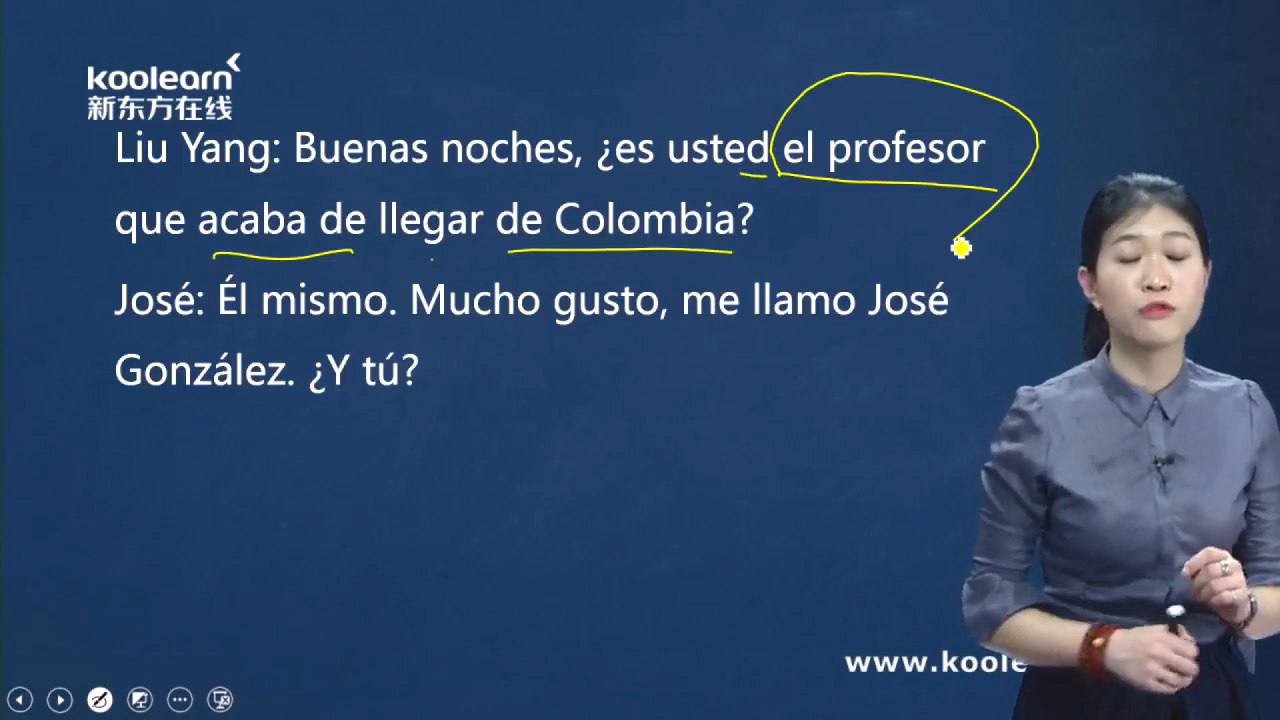 koolearn
新东方在线
Liu Yang: Buenas noches, ¿es usted el profesor
que acaba de llegar de Colombia?
José: Él mismo. Mucho gusto, me llamo José
González. ¿Y tú?
www.koole